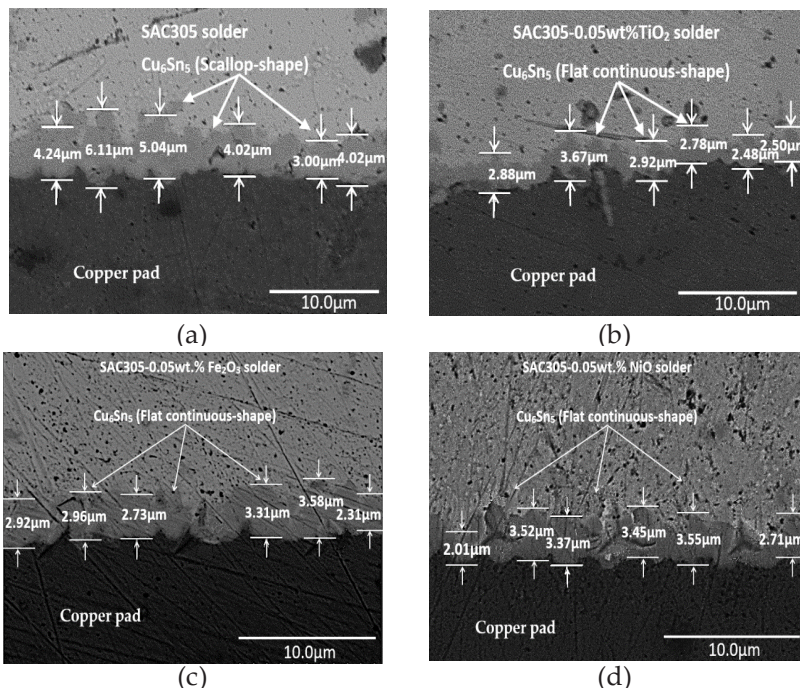 SAC305 solder
Cu₆Sn₅ (Scallop-shape)
4.24µm 6.11µm 5.04µm 4.02µm 3.00µm 4.02µm
Copper pad
10.0µm
(a)
SAC305-0.05wt%TiO₂ solder
Cu₆Sn₅ (Flat continuous-shape)
2.88µm 3.67µm 2.92µm 2.78µm 2.48µm 2.50µm
Copper pad
10.0µm
(b)
SAC305-0.05wt.% Fe₂O₃ solder
Cu₆Sn₅ (Flat continuous-shape)
2.92µm 2.96µm 2.73µm 3.31µm 3.58µm 2.31µm
Copper pad
10.0µm
(c)
SAC305-0.05wt.% NiO solder
Cu₆Sn₅ (Flat continuous-shape)
2.01µm 3.52µm 3.37µm 3.45µm 3.55µm 2.71µm
Copper pad
10.0µm
(d)